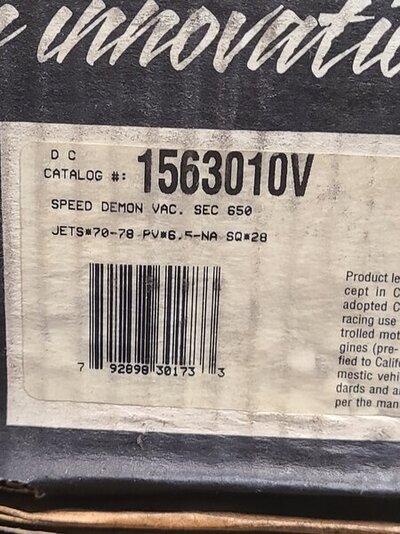 innovati
D C
CATALOG #: 1563010V
SPEED DEMON VAC. SEC 650
JETS*70-78 PV*6.5-NA SQ*28
7 92898 30173 3
Product le
cept in C
adopted C
racing use
trolled mot
gines (pre-
fied to Calif
mestic vehi
dards and a
per the man